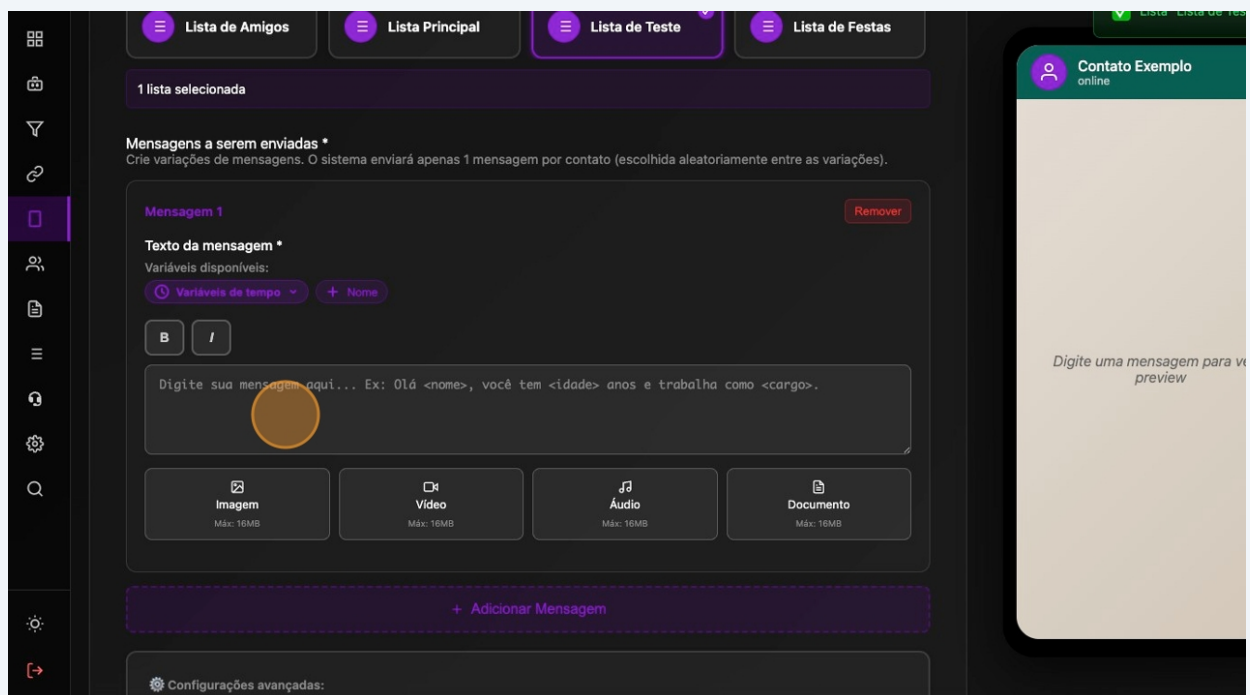 Lista de Amigos
Lista Principal
Lista de Teste
Lista de Festas
Lista "Lista de Tes
1 lista selecionada
Contato Exemplo
online
Mensagens a serem enviadas *
Crie variações de mensagens. O sistema enviará apenas 1 mensagem por contato (escolhida aleatoriamente entre as variações).
Mensagem 1
Remover
Texto da mensagem *
Variáveis disponíveis:
Variáveis de tempo
+ Nome
B
I
Digite sua mensagem aqui... Ex: Olá <nome>, você tem <idade> anos e trabalha como <cargo>.
Imagem
Máx: 16MB
Vídeo
Máx: 16MB
Áudio
Máx: 16MB
Documento
Máx: 16MB
+ Adicionar Mensagem
Configurações avançadas:
Digite uma mensagem para ve
preview